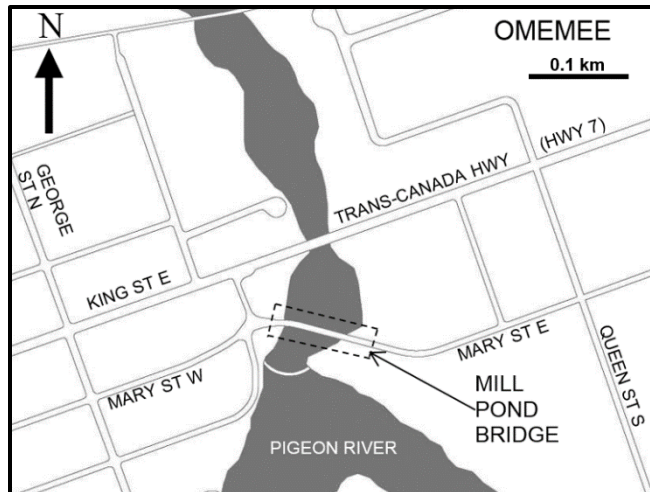 N
OMEMEE
0.1 km
GEORGE
ST N
TRANS-CANADA HWY
(HWY 7)
KING ST E
MARY ST W
MARY ST E
QUEEN ST S
MILL
POND
BRIDGE
PIGEON RIVER